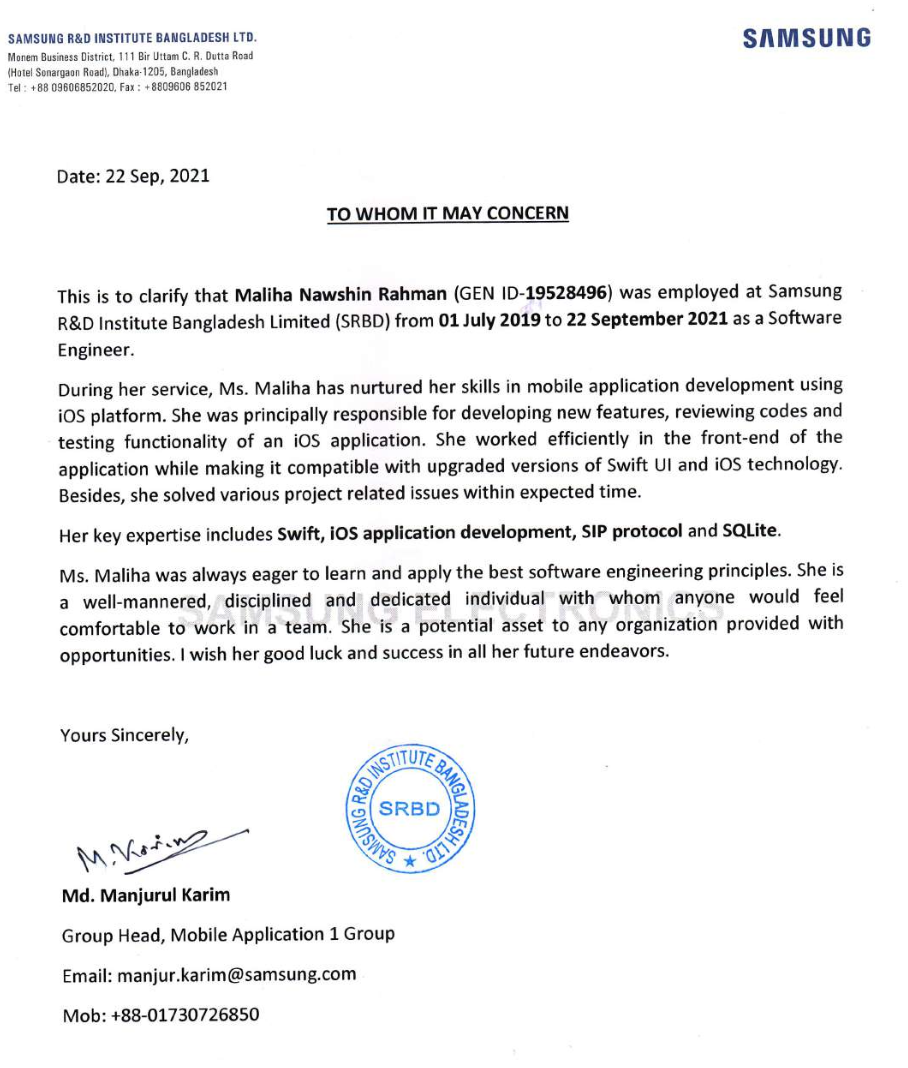 SAMSUNG R&D INSTITUTE BANGLADESH LTD.
Monem Business District, 111 Bir Uttam C. R. Dutta Road
(Hotel Sonargaon Road), Dhaka-1205, Bangladesh
Tel : +88 09606852020, Fax : +8809606 852021
SAMSUNG
Date: 22 Sep, 2021
TO WHOM IT MAY CONCERN
This is to clarify that Maliha Nawshin Rahman (GEN ID-19528496) was employed at Samsung
R&D Institute Bangladesh Limited (SRBD) from 01 July 2019 to 22 September 2021 as a Software
Engineer.
During her service, Ms. Maliha has nurtured her skills in mobile application development using
iOS platform. She was principally responsible for developing new features, reviewing codes and
testing functionality of an iOS application. She worked efficiently in the front-end of the
application while making it compatible with upgraded versions of Swift UI and iOS technology.
Besides, she solved various project related issues within expected time.
Her key expertise includes Swift, iOS application development, SIP protocol and SQLite.
Ms. Maliha was always eager to learn and apply the best software engineering principles. She is
a well-mannered, disciplined and dedicated individual with whom anyone would feel
SAMSUNG ELECTRONICS
comfortable to work in a team. She is a potential asset to any organization provided with
opportunities. I wish her good luck and success in all her future endeavors.
Yours Sincerely,
SAMSUNG R&D INSTITUTE BANGLADESH LTD.
SRBD
M. Karim
Md. Manjurul Karim
Group Head, Mobile Application 1 Group
Email: manjur.karim@samsung.com
Mob: +88-01730726850